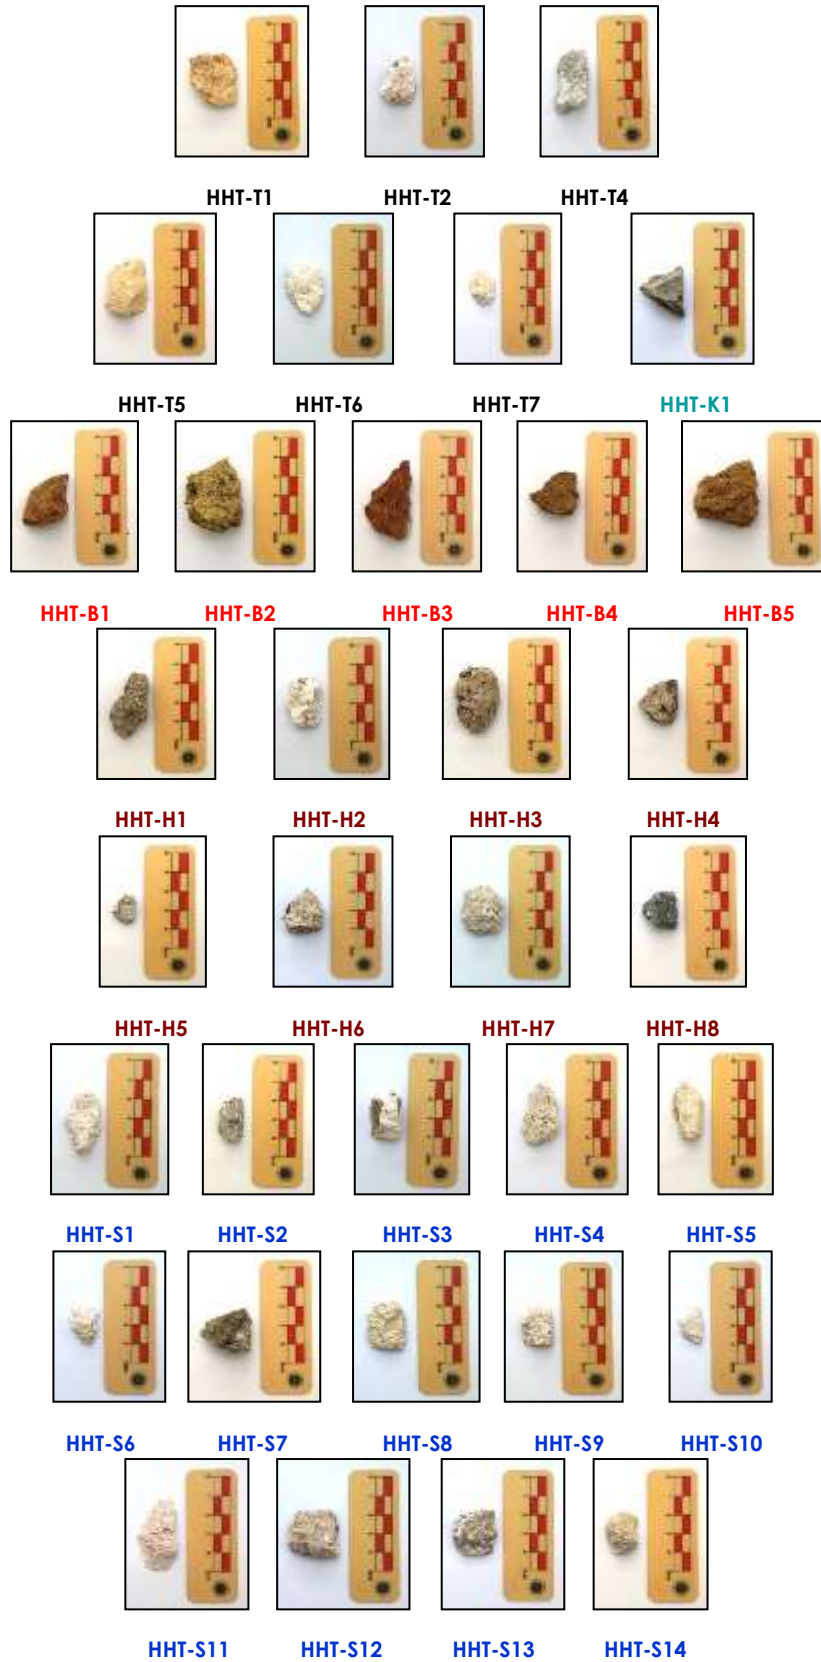 HHT-T1 HHT-T2 HHT-T4
HHT-T5 HHT-T6 HHT-T7 HHT-K1
HHT-B1 HHT-B2 HHT-B3 HHT-B4 HHT-B5
HHT-H1 HHT-H2 HHT-H3 HHT-H4
HHT-H5 HHT-H6 HHT-H7 HHT-H8
HHT-S1 HHT-S2 HHT-S3 HHT-S4 HHT-S5
HHT-S6 HHT-S7 HHT-S8 HHT-S9 HHT-S10
HHT-S11 HHT-S12 HHT-S13 HHT-S14